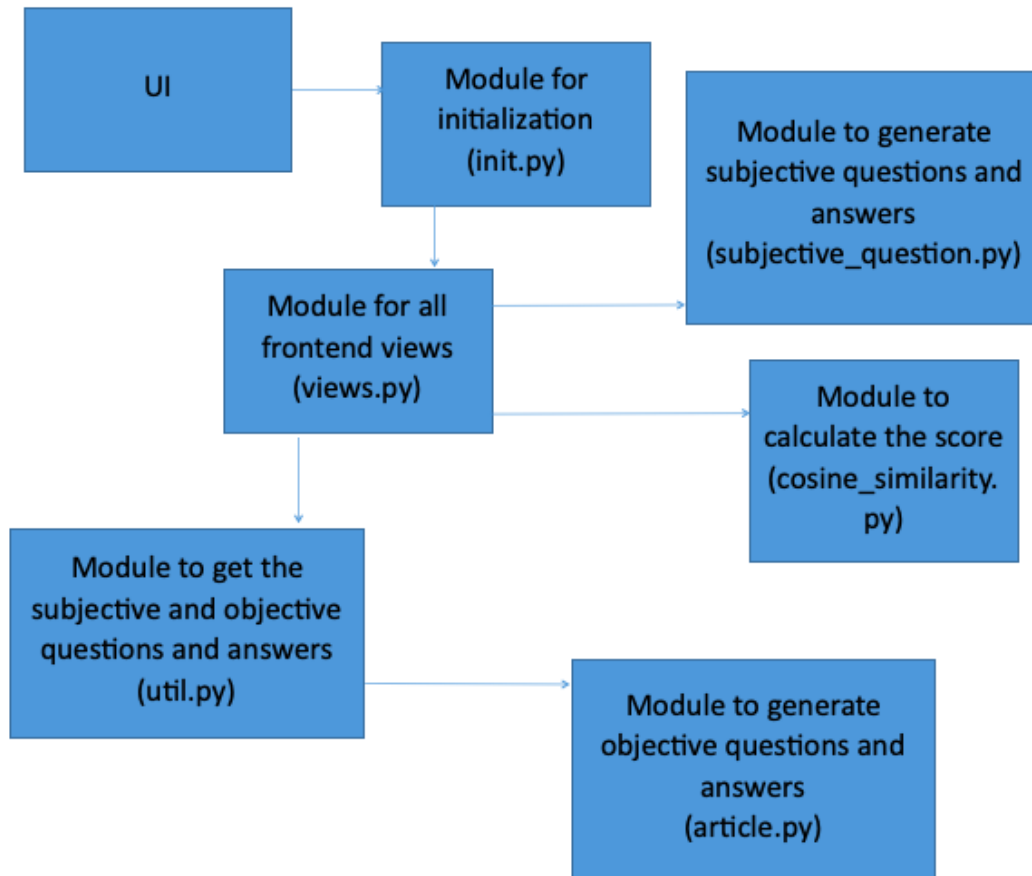 UI
Module for
initialization
(init.py)
Module to generate
subjective questions and
answers
(subjective_question.py)
Module for all
frontend views
(views.py)
Module to
calculate the score
(cosine_similarity.
py)
Module to get the
subjective and objective
questions and answers
(util.py)
Module to generate
objective questions and
answers
(article.py)